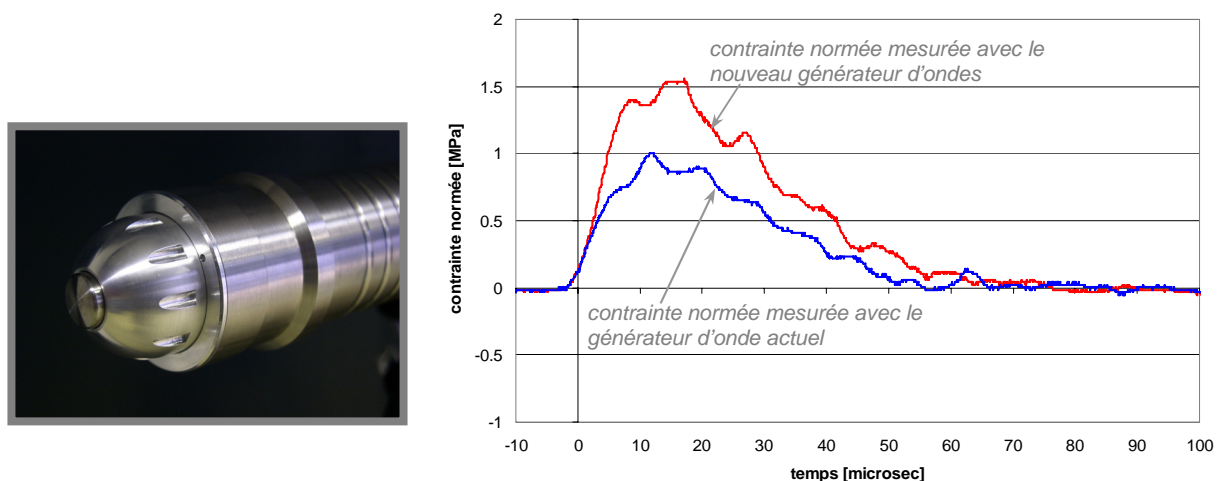 2
1.5
1
0.5
0
-0.5
-1
contrainte normée [MPa]
contrainte normée mesurée avec le
nouveau générateur d'ondes
contrainte normée mesurée avec le
générateur d'onde actuel
-10 0 10 20 30 40 50 60 70 80 90 100
temps [microsec]